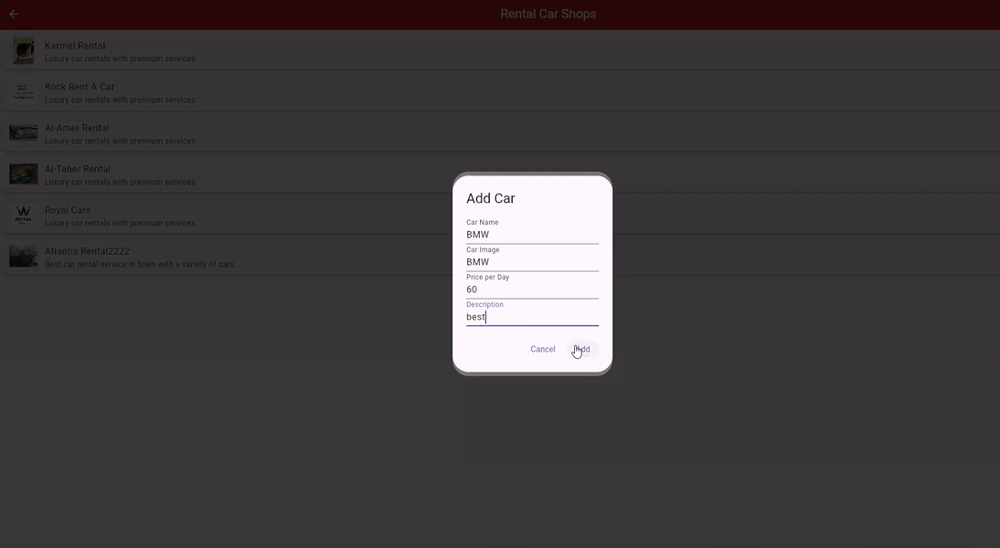 Rental Car Shops
Karmel Rental
Luxury car rentals with premium services
Rock Rent A Car
Luxury car rentals with premium services
Al-Amer Rental
Luxury car rentals with premium services
Al-Taher Rental
Luxury car rentals with premium services
ROYAL
Royal Cars
Luxury car rentals with premium services
Atlantis Rental2222
Best car rental service in town with a variety of cars.
Add Car
Car Name
BMW
Car Image
BMW
Price per Day
60
Description
best
Cancel